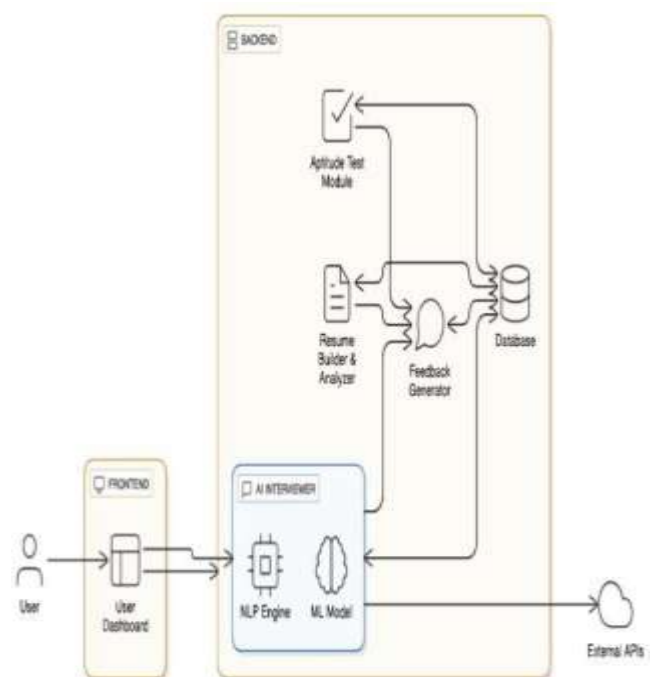 BACKEND
Aptitude Test
Module
Resume
Builder &
Analyzer
Feedback
Generator
Database
FRONTEND
AI INTERVIEWER
User
User
Dashboard
NLP Engine
ML Model
External APIs